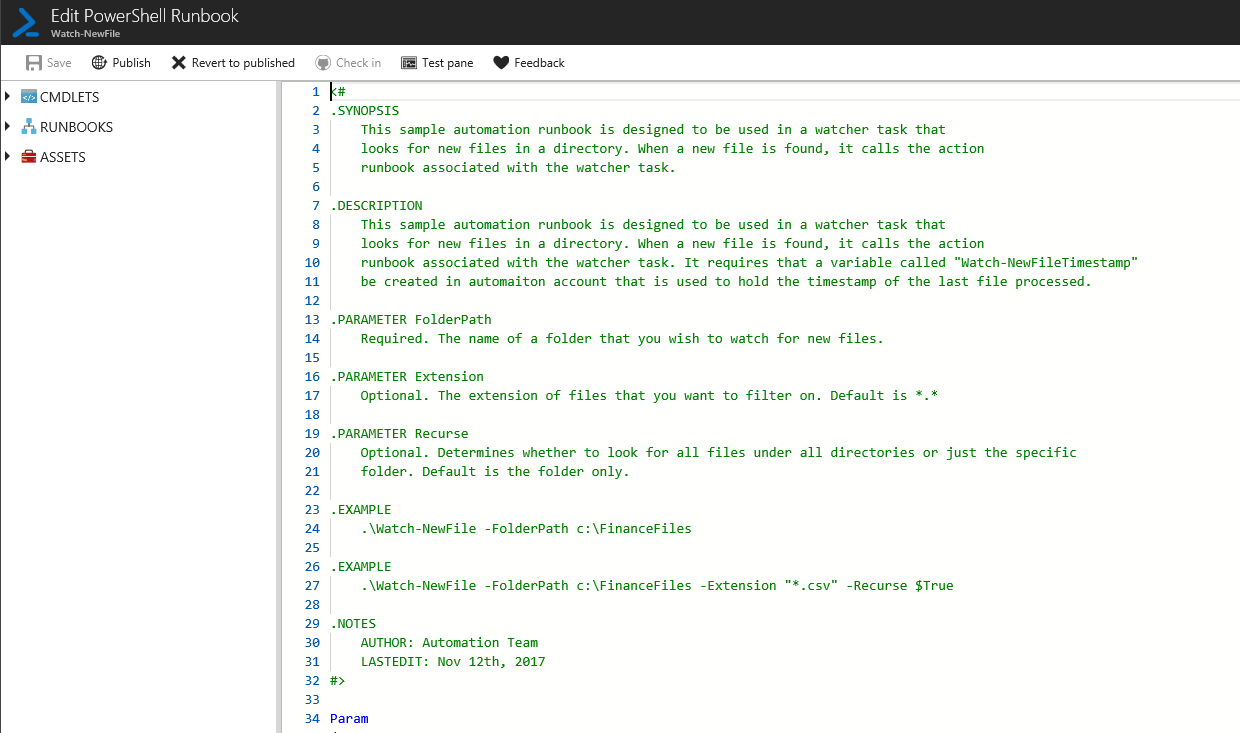 Edit PowerShell Runbook
Watch-NewFile
Save Publish Revert to published Check in Test pane Feedback
CMDLETS
RUNBOOKS
ASSETS
1 <#
2 .SYNOPSIS
3 This sample automation runbook is designed to be used in a watcher task that
4 looks for new files in a directory. When a new file is found, it calls the action
5 runbook associated with the watcher task.
6
7 .DESCRIPTION
8 This sample automation runbook is designed to be used in a watcher task that
9 looks for new files in a directory. When a new file is found, it calls the action
10 runbook associated with the watcher task. It requires that a variable called "Watch-NewFileTimestamp"
11 be created in automaiton account that is used to hold the timestamp of the last file processed.
12
13 .PARAMETER FolderPath
14 Required. The name of a folder that you wish to watch for new files.
15
16 .PARAMETER Extension
17 Optional. The extension of files that you want to filter on. Default is *.*
18
19 .PARAMETER Recurse
20 Optional. Determines whether to look for all files under all directories or just the specific
21 folder. Default is the folder only.
22
23 .EXAMPLE
24 .\Watch-NewFile -FolderPath c:\FinanceFiles
25
26 .EXAMPLE
27 .\Watch-NewFile -FolderPath c:\FinanceFiles -Extension "*.csv" -Recurse $True
28
29 .NOTES
30 AUTHOR: Automation Team
31 LASTEDIT: Nov 12th, 2017
32 #>
33
34 Param